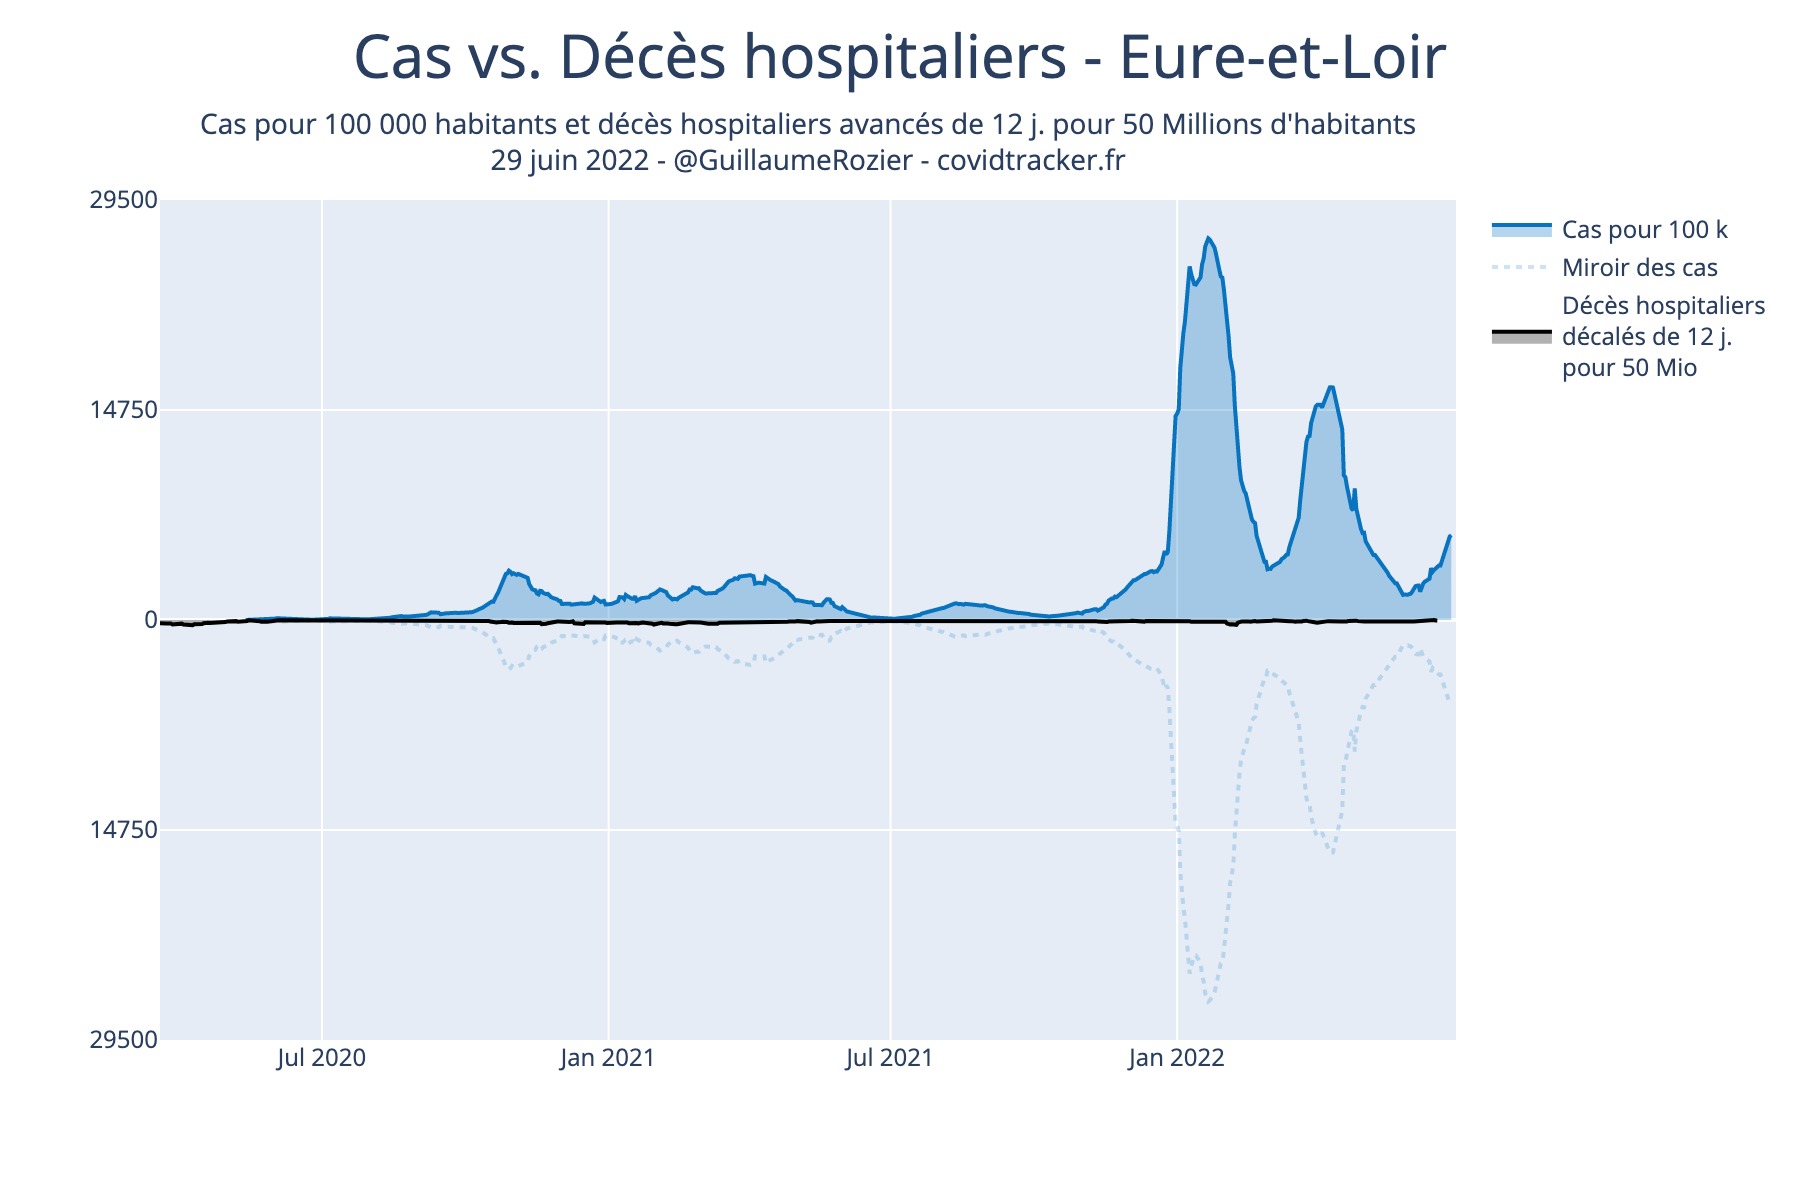 Cas vs. Décès hospitaliers - Eure-et-Loir
Cas pour 100 000 habitants et décès hospitaliers avancés de 12 j. pour 50 Millions d'habitants
29 juin 2022 - @GuillaumeRozier - covidtracker.fr
29500
14750
0
14750
29500
Jul 2020
Jan 2021
Jul 2021
Jan 2022
Cas pour 100 k
Miroir des cas
Décès hospitaliers
décalés de 12 j.
pour 50 Mio